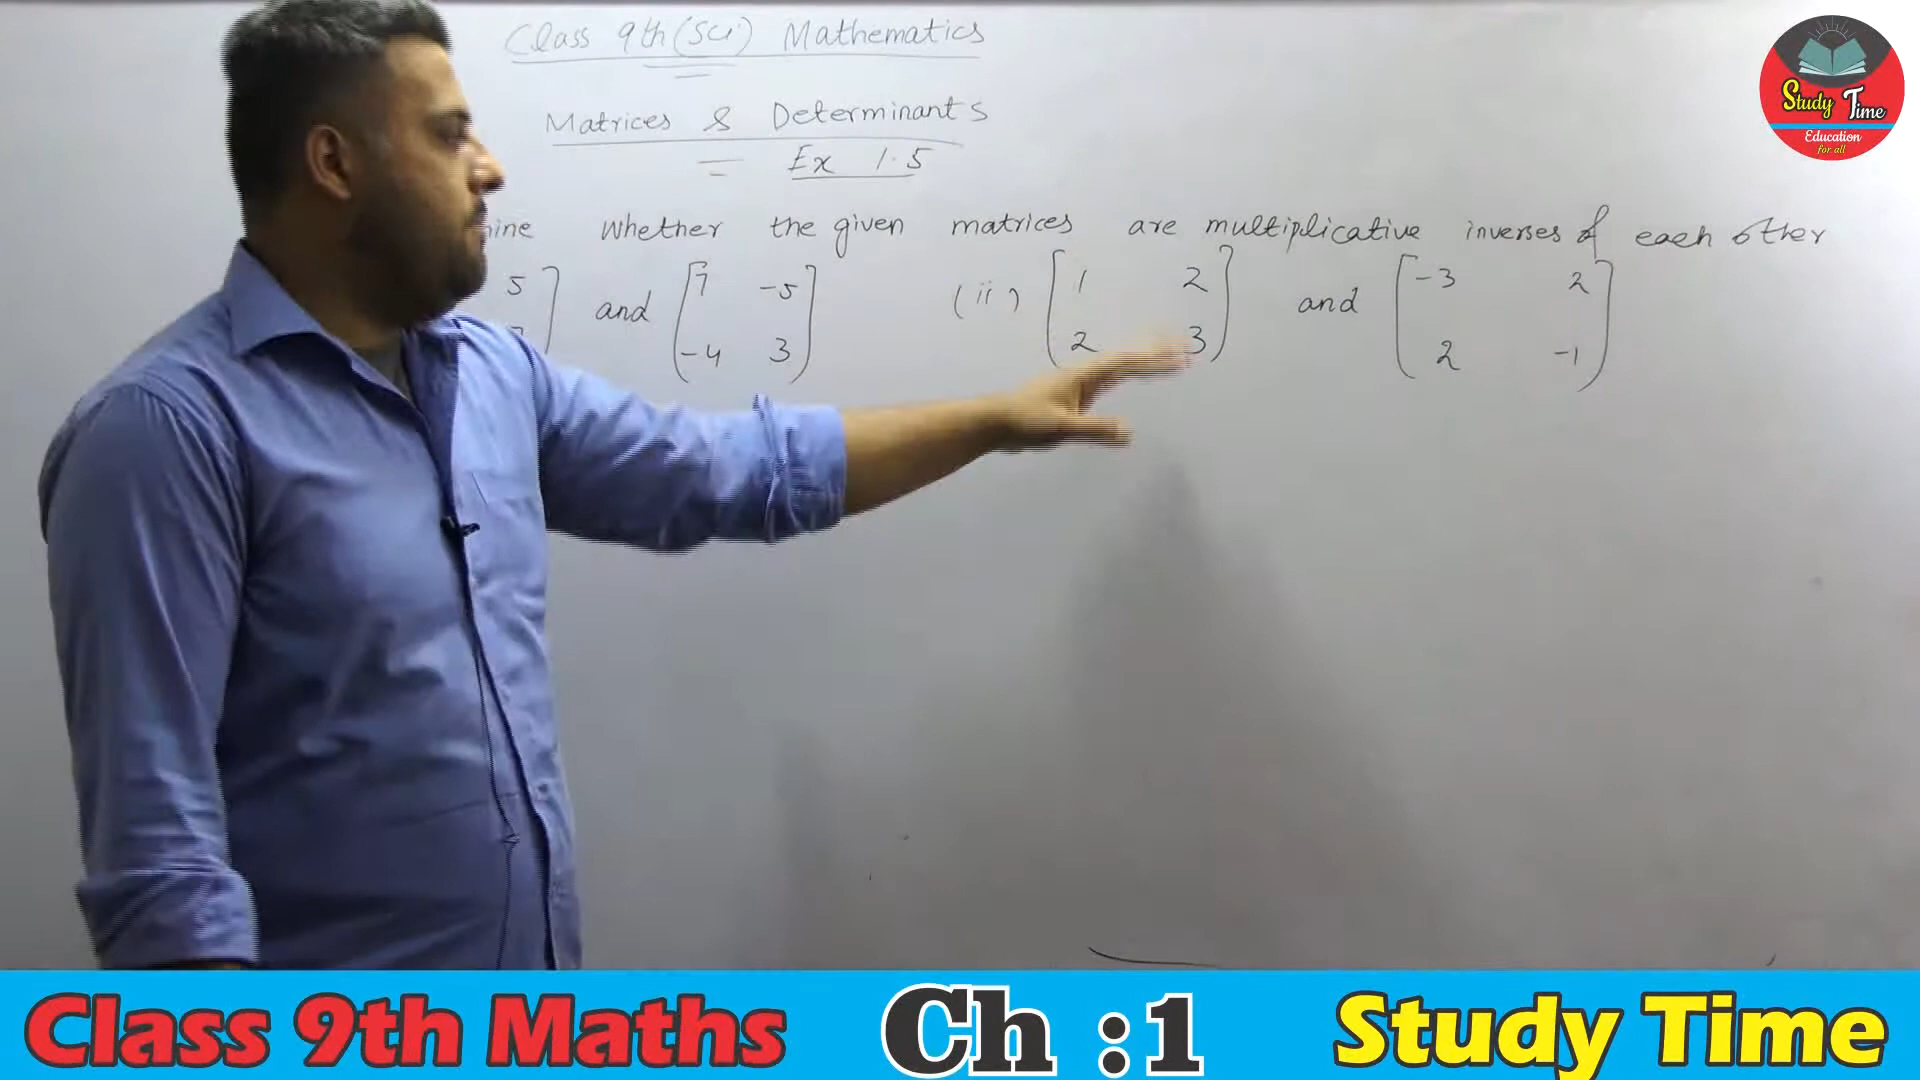 Class 9th (Sci) Mathematics
Matrices & Determinants
= Ex 1.5
whether the given matrices are multiplicative inverses of each other
5 and 7 -5 (ii) 1 2 and -3 2
-4 3 2 3 2 -1
Study Time
Education
for all
Class 9th Maths Ch :1 Study Time